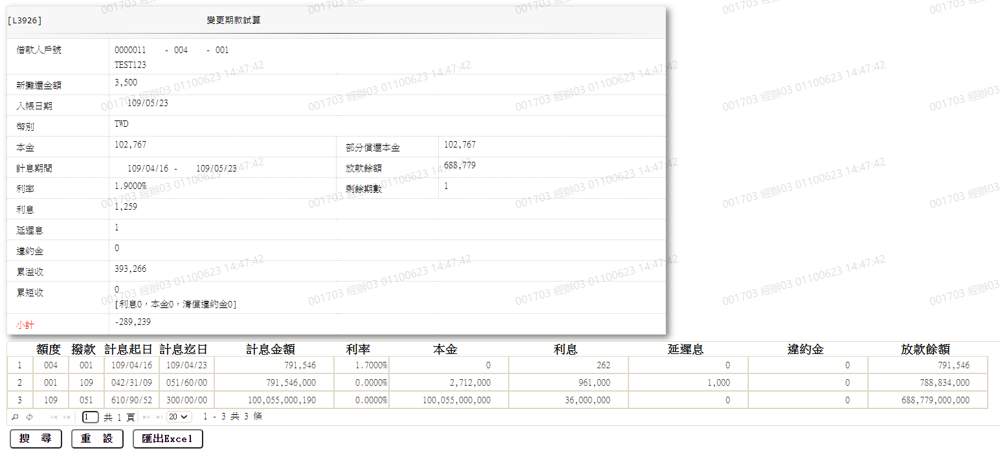 [L3926] 變更期款試算
借款人戶號 0000011 - 004 - 001
TEST123
新攤還金額 3,500
入帳日期 109/05/23
幣別 TWD
本金 102,767 部分償還本金 102,767
計息期間 109/04/16 - 109/05/23 放款餘額 688,779
利率 1.9000% 剩餘期數 1
利息 1,259
延遲息 1
違約金 0
累溢收 393,266
累短收 0
[利息0，本金0，清償違約金0]
小計 -289,239
額度 撥款 計息起日 計息迄日 計息金額 利率 本金 利息 延遲息 違約金 放款餘額
1 004 001 109/04/16 109/04/23 791,546 1.7000% 0 262 0 0 791,546
2 001 109 042/31/09 051/60/00 791,546,000 0.0000% 2,712,000 961,000 1,000 0 788,834,000
3 109 051 610/90/52 300/00/00 100,055,000,190 0.0000% 100,055,000,000 36,000,000 0 0 688,779,000,000
1 共 1 頁 20 1 - 3 共 3 條
搜 尋 重 設 匯出Excel
001703 經辦03 01100623 14:47:42